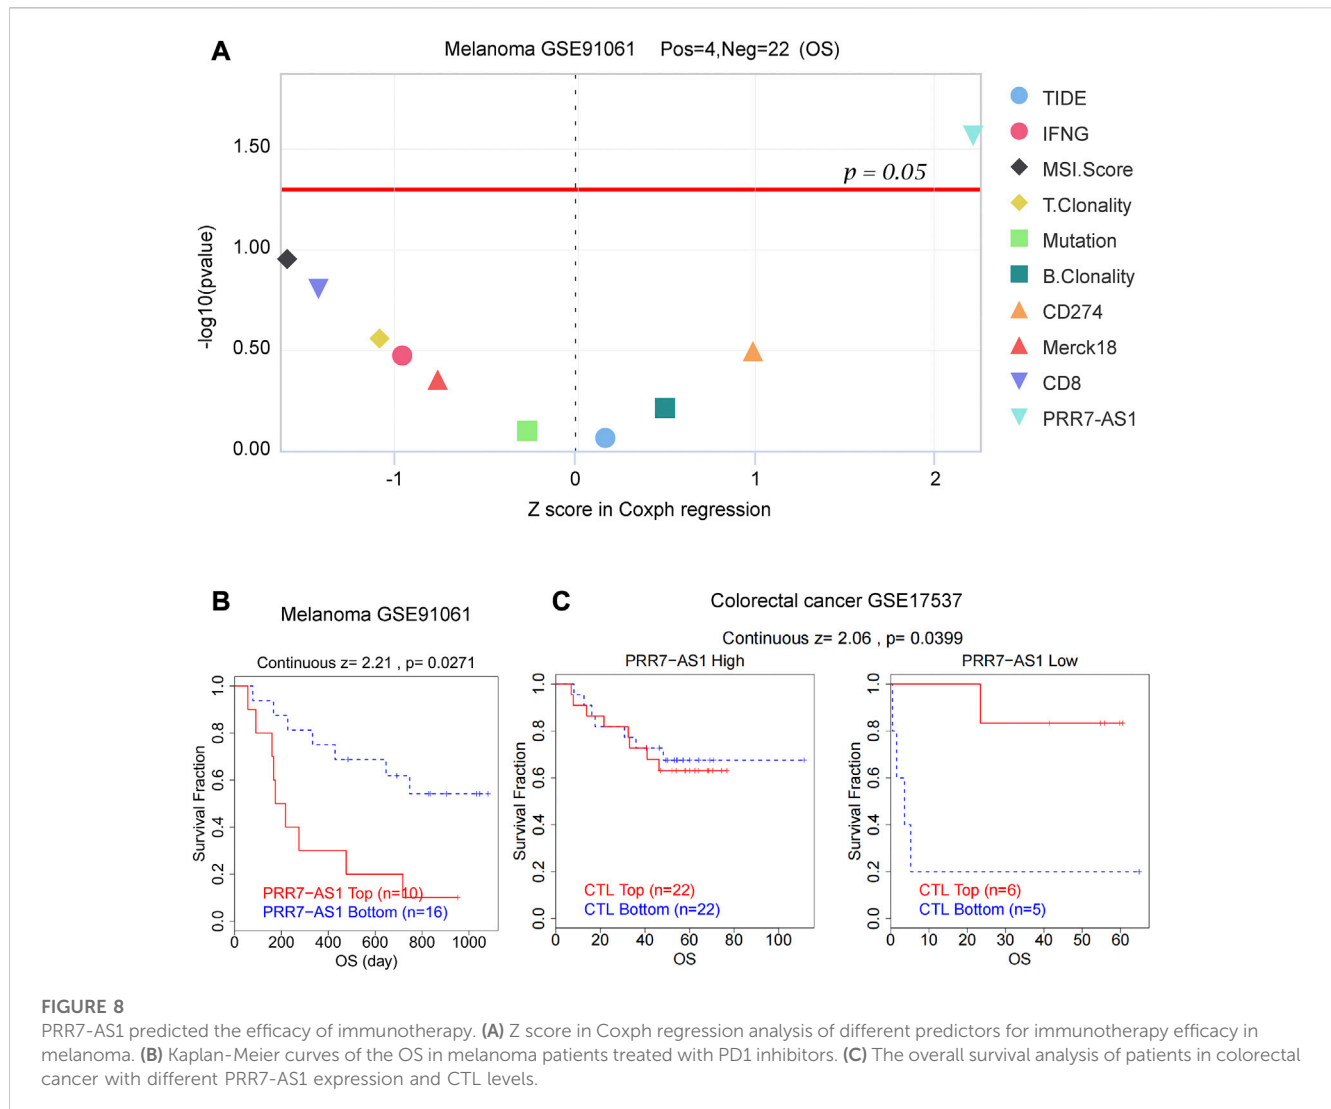 A
Melanoma GSE91061 Pos=4,Neg=22 (OS)
-log10(pvalue)
1.50
1.00
0.50
0.00
p = 0.05
-1 0 1 2
Z score in Coxph regression
TIDE
IFNG
MSI.Score
T.Clonality
Mutation
B.Clonality
CD274
Merck18
CD8
PRR7-AS1
B
Melanoma GSE91061
Continuous z= 2.21 , p= 0.0271
Survival Fraction
1.0
0.8
0.6
0.4
0.2
0.0
PRR7−AS1 Top (n=10)
PRR7−AS1 Bottom (n=16)
0 200 400 600 800 1000
OS (day)
C
Colorectal cancer GSE17537
Continuous z= 2.06 , p= 0.0399
PRR7−AS1 High
Survival Fraction
1.0
0.8
0.6
0.4
0.2
0.0
CTL Top (n=22)
CTL Bottom (n=22)
0 20 40 60 80 100
OS
PRR7−AS1 Low
Survival Fraction
1.0
0.8
0.6
0.4
0.2
0.0
CTL Top (n=6)
CTL Bottom (n=5)
0 10 20 30 40 50 60
OS
FIGURE 8
PRR7-AS1 predicted the efficacy of immunotherapy. (A) Z score in Coxph regression analysis of different predictors for immunotherapy efficacy in
melanoma. (B) Kaplan-Meier curves of the OS in melanoma patients treated with PD1 inhibitors. (C) The overall survival analysis of patients in colorectal
cancer with different PRR7-AS1 expression and CTL levels.